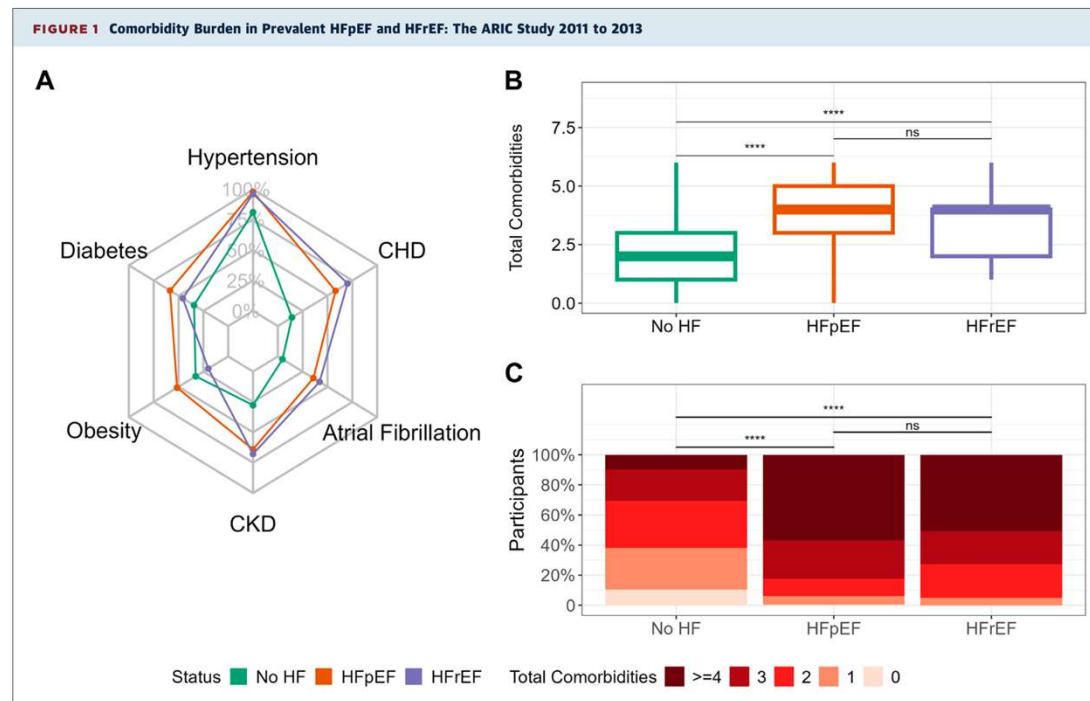 FIGURE 1 Comorbidity Burden in Prevalent HFpEF and HFrEF: The ARIC Study 2011 to 2013
A
Hypertension
100%
75%
50%
25%
0%
Diabetes
CHD
Obesity
Atrial Fibrillation
CKD
B
Total Comorbidities
7.5
5.0
2.5
0.0
****
ns
****
No HF
HFpEF
HFrEF
C
Participants
****
ns
****
100%
80%
60%
40%
20%
0
No HF
HFpEF
HFrEF
Status No HF HFpEF HFrEF Total Comorbidities >=4 3 2 1 0